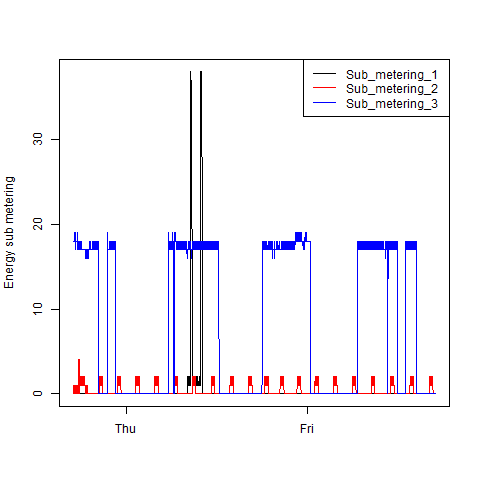 Energy sub metering
30
20
10
0
Thu
Fri
Sub_metering_1
Sub_metering_2
Sub_metering_3